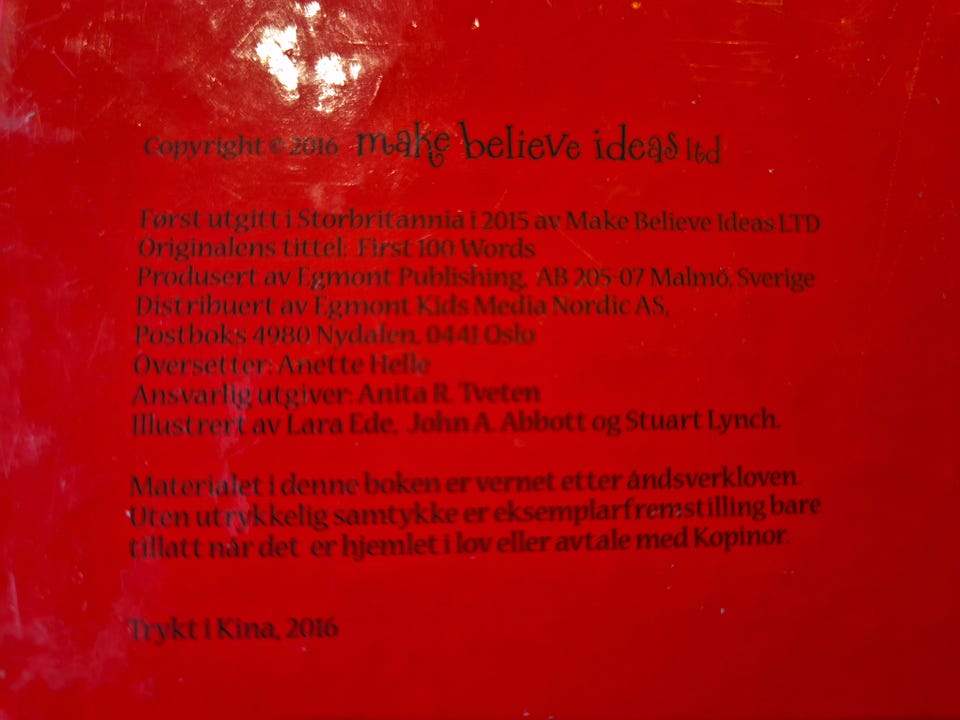 Copyright © 2016 make believe ideas ltd
Først utgitt i Storbritannia i 2015 av Make Believe Ideas LTD
Originalens tittel: First 100 Words
Produsert av Egmont Publishing, AB 205-07 Malmö, Sverige
Distribuert av Egmont Kids Media Nordic AS,
Postboks 4980 Nydalen, 0441 Oslo
Oversetter: Anette Helle
Ansvarlig utgiver: Anita R. Tveten
Illustrert av Lara Ede, John A. Abbott og Stuart Lynch.
Materialet i denne boken er vernet etter åndsverkloven.
Uten utrykkelig samtykke er eksemplarfremstilling bare
tillatt når det er hjemlet i lov eller avtale med Kopinor.
Trykt i Kina, 2016